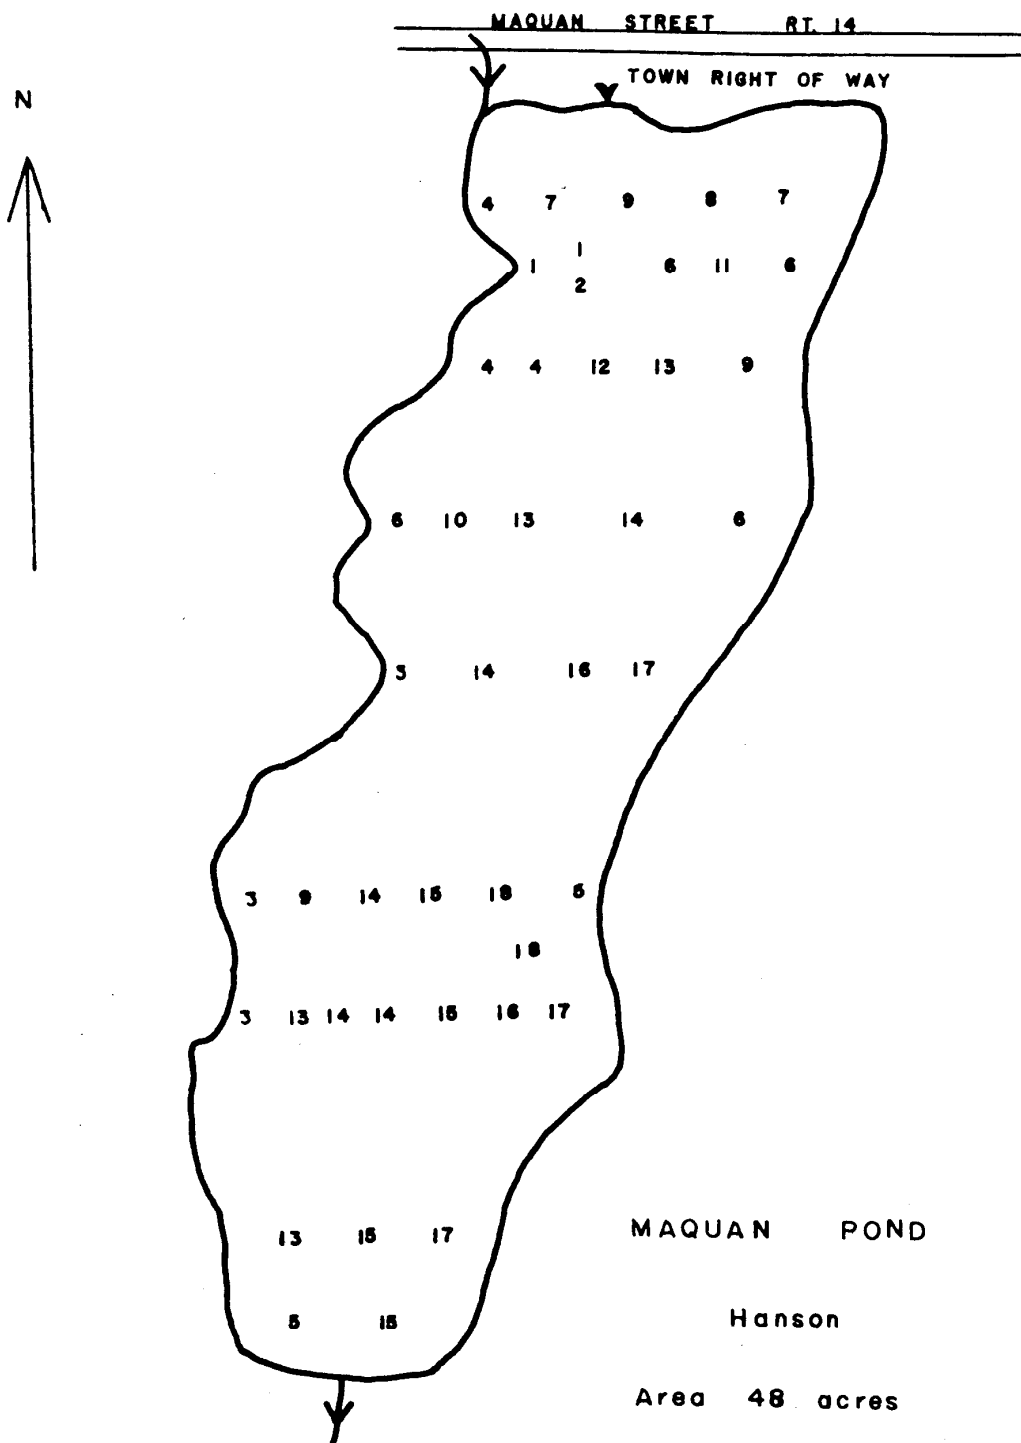 MAQUAN STREET RT. 14
TOWN RIGHT OF WAY
N
4 7 9 8 7
1
1 6 11 6
2
4 4 12 13 9
6 10 13 14 6
3 14 16 17
3 9 14 15 18 5
18
3 13 14 14 15 16 17
13 15 17
MAQUAN POND
5 15
Hanson
Area 48 acres